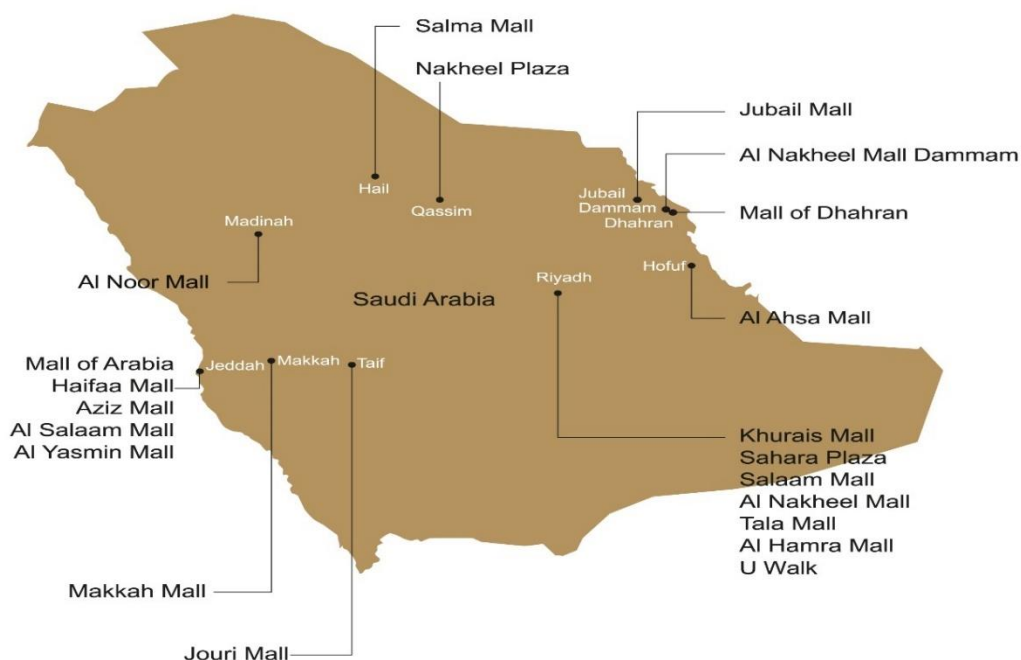 Salma Mall
Nakheel Plaza
Jubail Mall
Al Nakheel Mall Dammam
Mall of Dhahran
Hail
Qassim
Jubail
Dammam
Dhahran
Madinah
Al Noor Mall
Saudi Arabia
Riyadh
Hofuf
Al Ahsa Mall
Mall of Arabia
Haifaa Mall
Aziz Mall
Al Salaam Mall
Al Yasmin Mall
Jeddah
Makkah
Taif
Khurais Mall
Sahara Plaza
Salaam Mall
Al Nakheel Mall
Tala Mall
Al Hamra Mall
U Walk
Makkah Mall
Jouri Mall